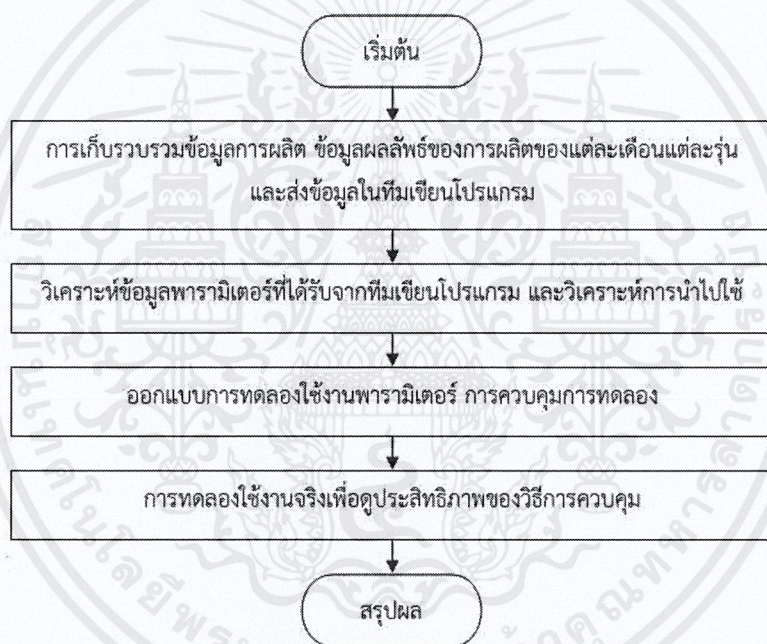 เริ่มต้น
การเก็บรวบรวมข้อมูลการผลิต ข้อมูลผลลัพธ์ของการผลิตของแต่ละเดือนแต่ละรุ่น
และส่งข้อมูลในทีมเขียนโปรแกรม
วิเคราะห์ข้อมูลพารามิเตอร์ที่ได้รับจากทีมเขียนโปรแกรม และวิเคราะห์การนำไปใช้
ออกแบบการทดลองใช้งานพารามิเตอร์ การควบคุมการทดลอง
การทดลองใช้งานจริงเพื่อดูประสิทธิภาพของวิธีการควบคุม
สรุปผล